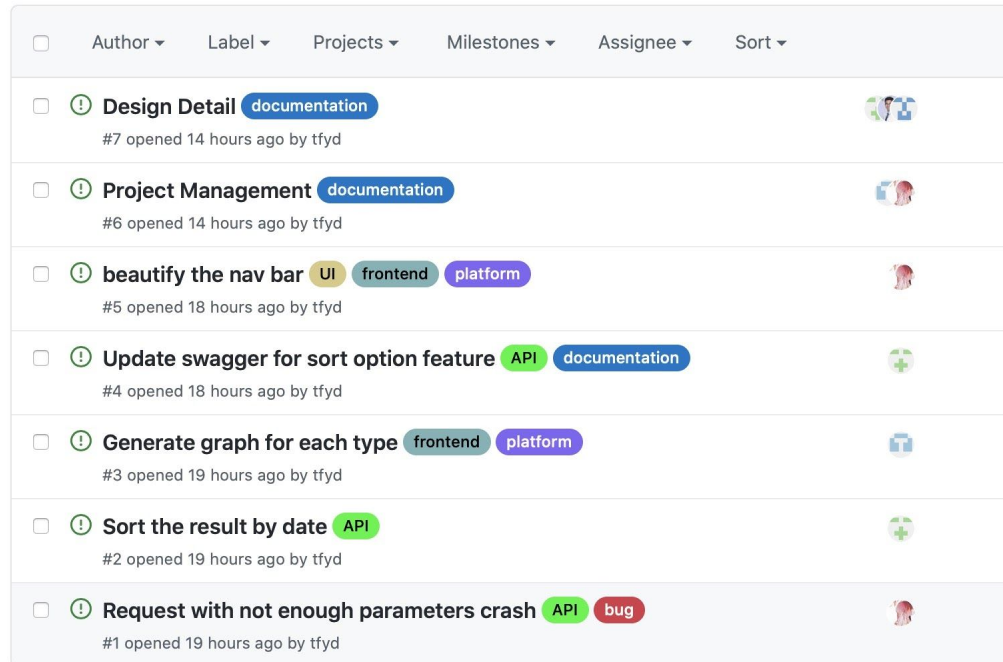 Author Label Projects Milestones Assignee Sort
Design Detail documentation
#7 opened 14 hours ago by tfyd
Project Management documentation
#6 opened 14 hours ago by tfyd
beautify the nav bar UI frontend platform
#5 opened 18 hours ago by tfyd
Update swagger for sort option feature API documentation
#4 opened 18 hours ago by tfyd
Generate graph for each type frontend platform
#3 opened 19 hours ago by tfyd
Sort the result by date API
#2 opened 19 hours ago by tfyd
Request with not enough parameters crash API bug
#1 opened 19 hours ago by tfyd